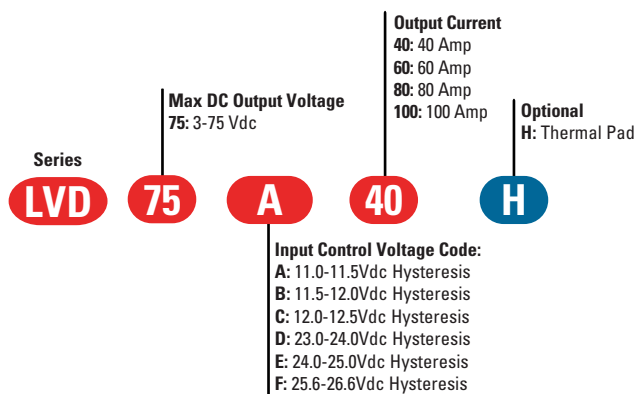 Output Current
40: 40 Amp
60: 60 Amp
80: 80 Amp
100: 100 Amp
Max DC Output Voltage
75: 3-75 Vdc
Optional
H: Thermal Pad
Series
LVD 75 A 40 H
Input Control Voltage Code:
A: 11.0-11.5Vdc Hysteresis
B: 11.5-12.0Vdc Hysteresis
C: 12.0-12.5Vdc Hysteresis
D: 23.0-24.0Vdc Hysteresis
E: 24.0-25.0Vdc Hysteresis
F: 25.6-26.6Vdc Hysteresis